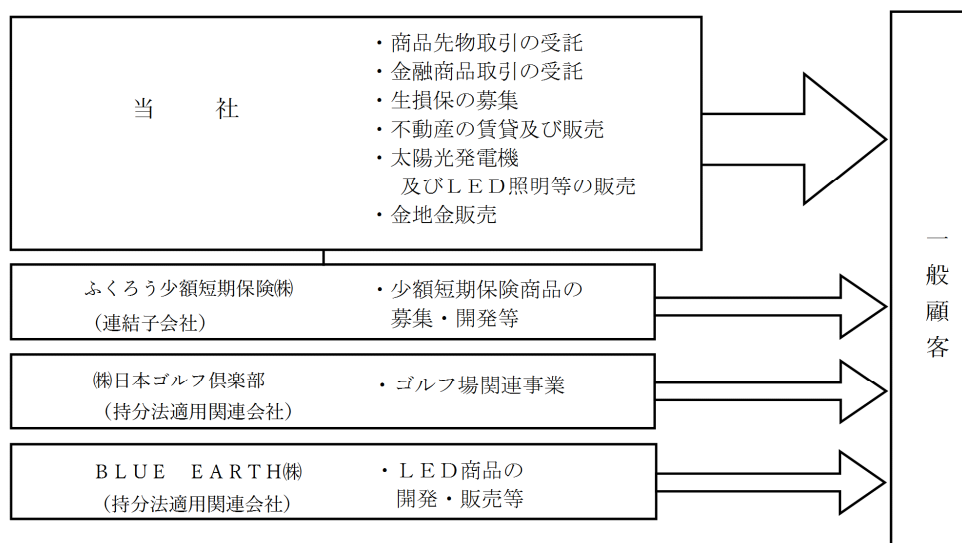 当　　社
・商品先物取引の受託
・金融商品取引の受託
・生損保の募集
・不動産の賃貸及び販売
・太陽光発電機
及びＬＥＤ照明等の販売
・金地金販売
ふくろう少額短期保険㈱
（連結子会社）
・少額短期保険商品の
募集・開発等
㈱日本ゴルフ倶楽部
（持分法適用関連会社）
・ゴルフ場関連事業
ＢＬＵＥ　ＥＡＲＴＨ㈱
（持分法適用関連会社）
・ＬＥＤ商品の
開発・販売等
一般顧客